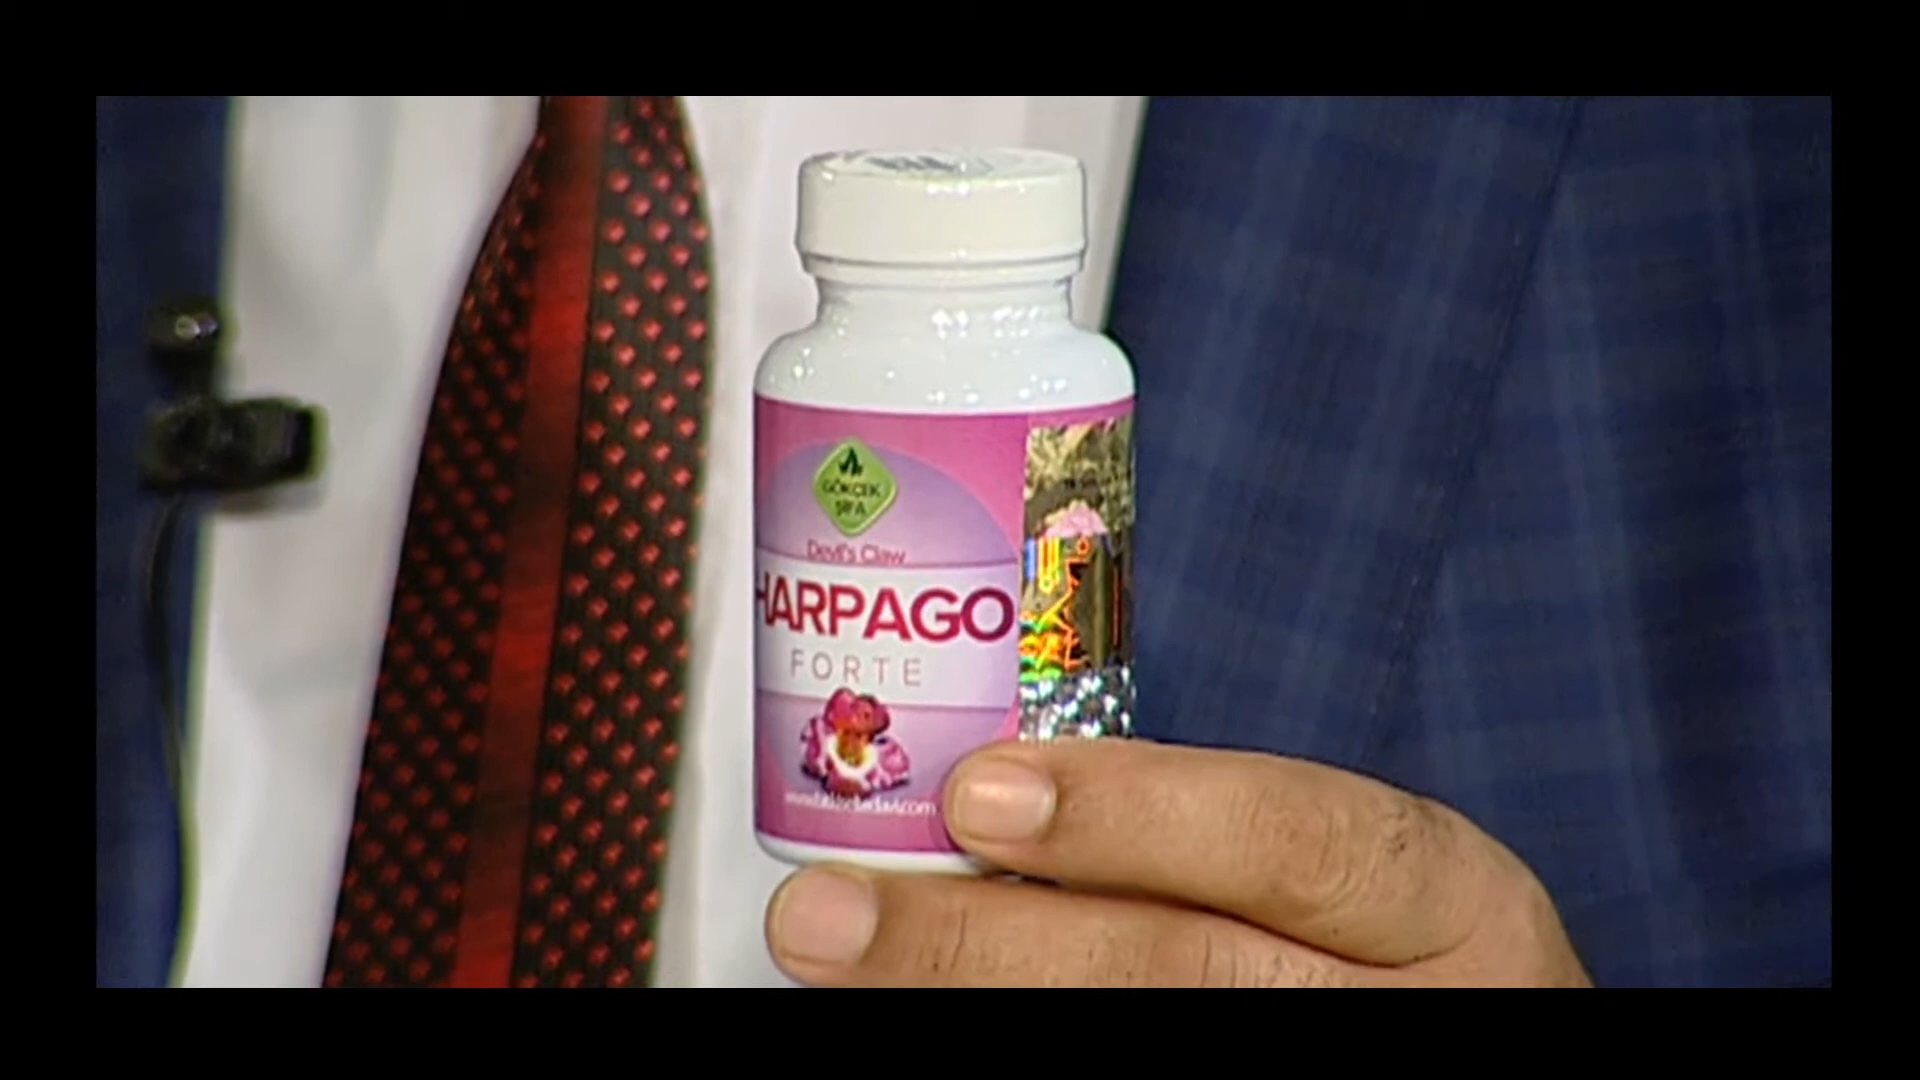 GÖKÇEK
ŞİFA
Devil's Claw
HARPAGO
FORTE